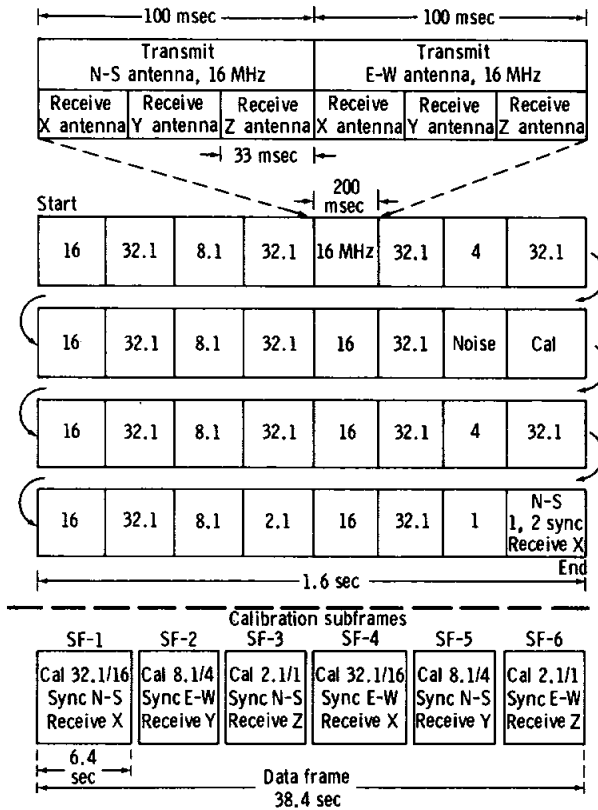 100 msec 100 msec
Transmit Transmit
N-S antenna, 16 MHz E-W antenna, 16 MHz
Receive Receive Receive Receive Receive Receive
X antenna Y antenna Z antenna X antenna Y antenna Z antenna
33 msec
200
msec
Start
16 32.1 8.1 32.1 16 MHz 32.1 4 32.1
16 32.1 8.1 32.1 16 32.1 Noise Cal
16 32.1 8.1 32.1 16 32.1 4 32.1
16 32.1 8.1 2.1 16 32.1 1 N-S
1, 2 sync
Receive X
End
1.6 sec
Calibration subframes
SF-1 SF-2 SF-3 SF-4 SF-5 SF-6
Cal 32.1/16 Cal 8.1/4 Cal 2.1/1 Cal 32.1/16 Cal 8.1/4 Cal 2.1/1
Sync N-S Sync E-W Sync N-S Sync E-W Sync N-S Sync E-W
Receive X Receive Y Receive Z Receive X Receive Y Receive Z
6.4
sec
Data frame
38.4 sec